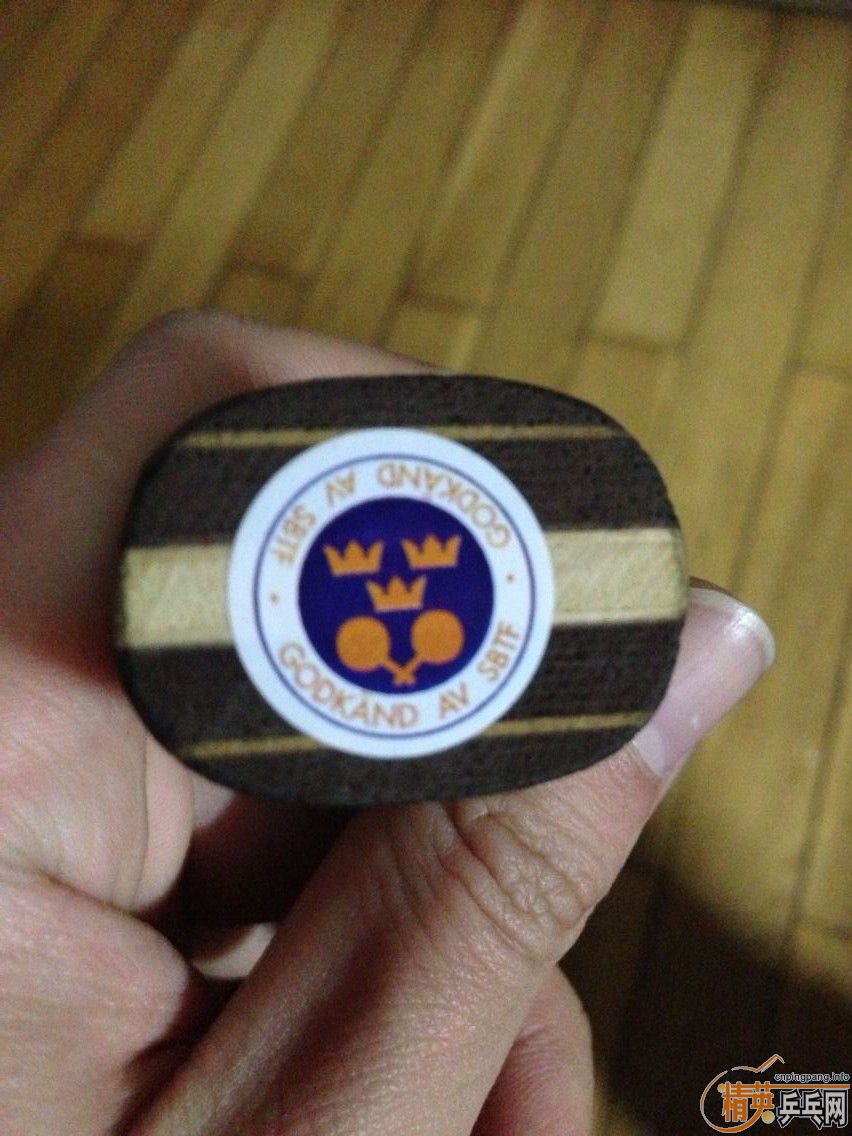 GODKÄND AV SBTF
GODKÄND AV SBTF
cnpingpang.info
精英乒乓网